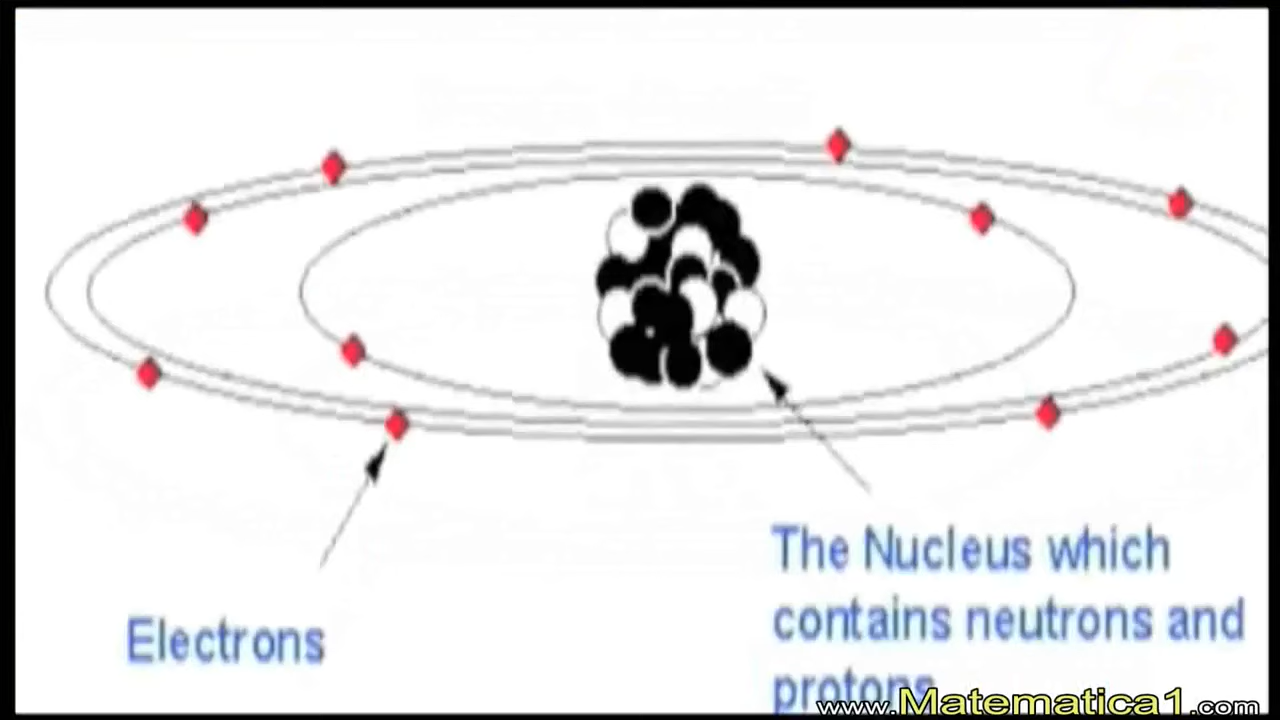 Electrons
The Nucleus which
contains neutrons and
protons
www.Matematica1.com